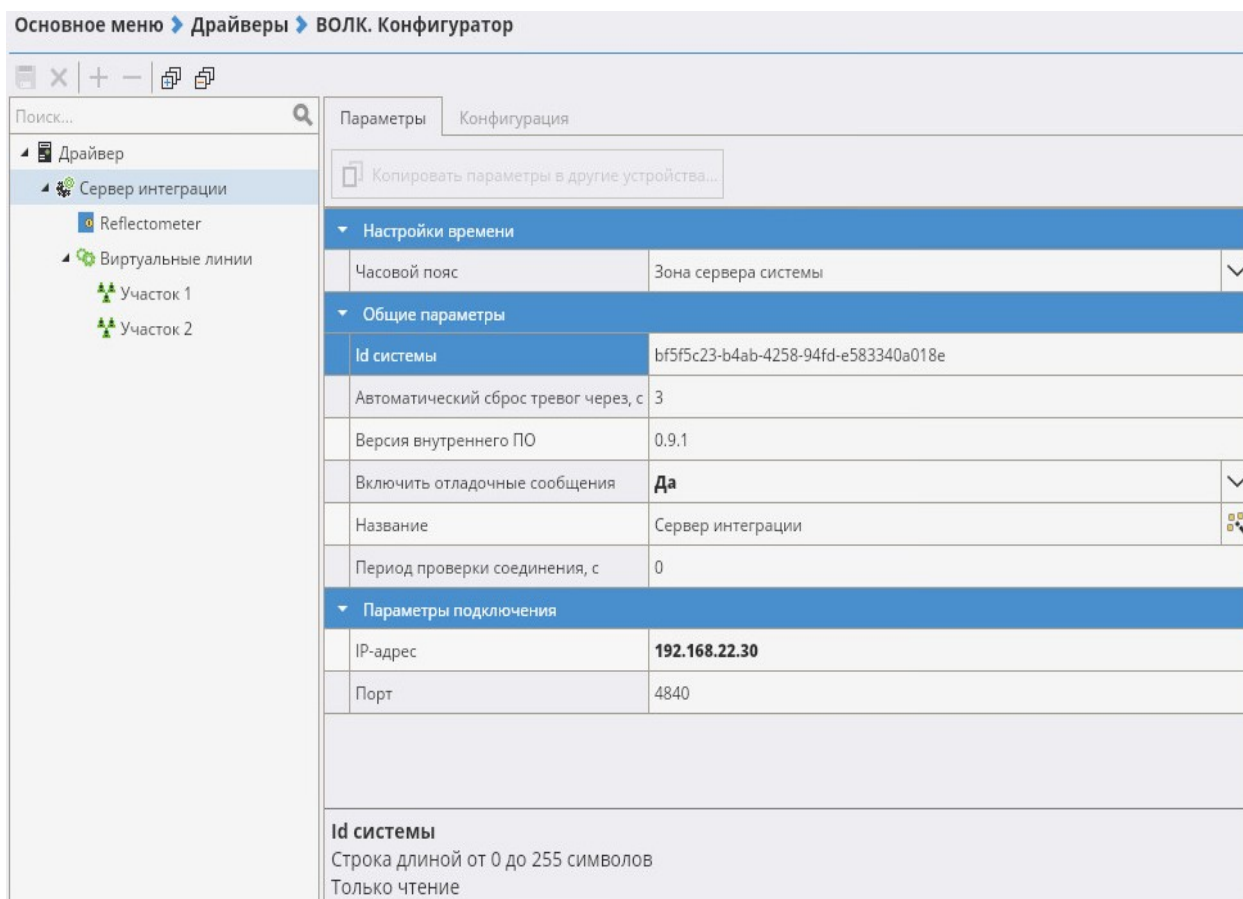 Основное меню Драйверы ВОЛК. Конфигуратор
Поиск...
Драйвер
Сервер интеграции
Reflectometer
Виртуальные линии
Участок 1
Участок 2
Параметры Конфигурация
Копировать параметры в другие устройства...
Настройки времени
Часовой пояс Зона сервера системы
Общие параметры
Id системы bf5f5c23-b4ab-4258-94fd-e583340a018e
Автоматический сброс тревог через, с 3
Версия внутреннего ПО 0.9.1
Включить отладочные сообщения Да
Название Сервер интеграции
Период проверки соединения, с 0
Параметры подключения
IP-адрес 192.168.22.30
Порт 4840
Id системы
Строка длиной от 0 до 255 символов
Только чтение